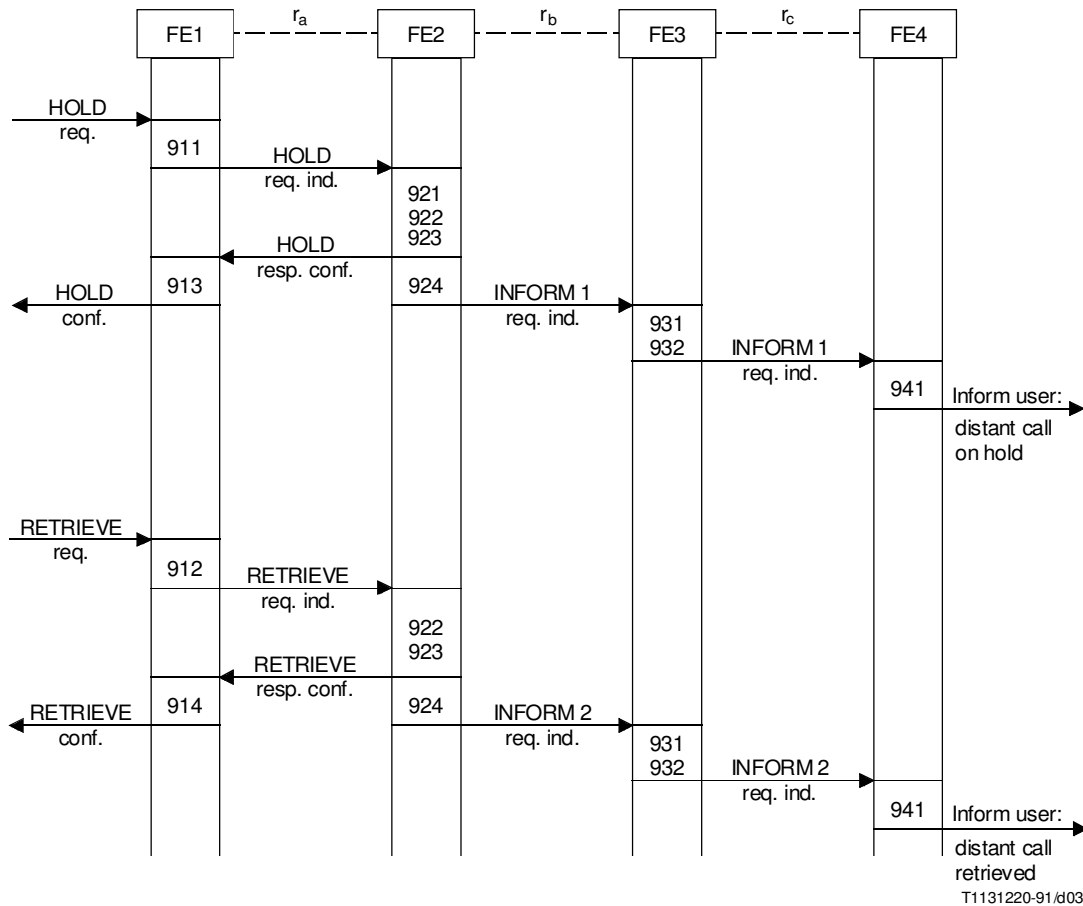 r_a
r_b
r_c
FE1
FE2
FE3
FE4
HOLD
req.
911
HOLD
req. ind.
921
922
923
HOLD
resp. conf.
913
924
HOLD
conf.
INFORM 1
req. ind.
931
932
INFORM 1
req. ind.
941
Inform user:
distant call
on hold
RETRIEVE
req.
912
RETRIEVE
req. ind.
922
923
RETRIEVE
resp. conf.
914
924
RETRIEVE
conf.
INFORM 2
req. ind.
931
932
INFORM 2
req. ind.
941
Inform user:
distant call
retrieved
T1131220-91/d03